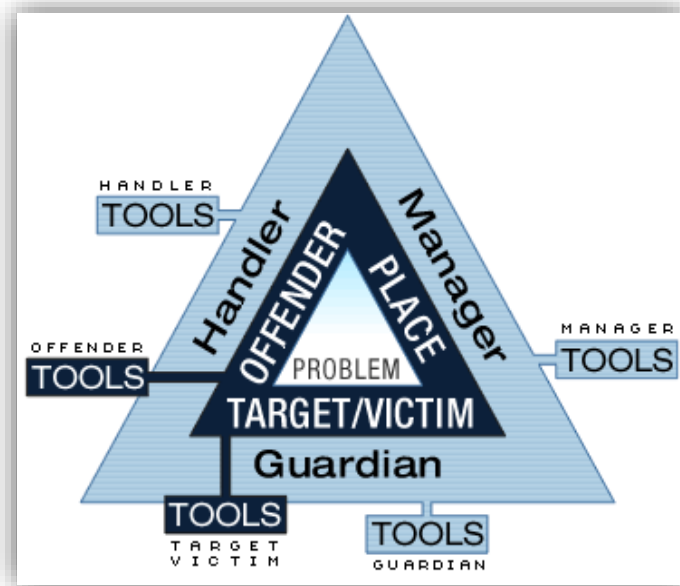 HANDLER
TOOLS
Handler
Manager
OFFENDER
PLACE
MANAGER
TOOLS
OFFENDER
TOOLS
PROBLEM
TARGET/VICTIM
Guardian
TOOLS
TARGET
VICTIM
TOOLS
GUARDIAN